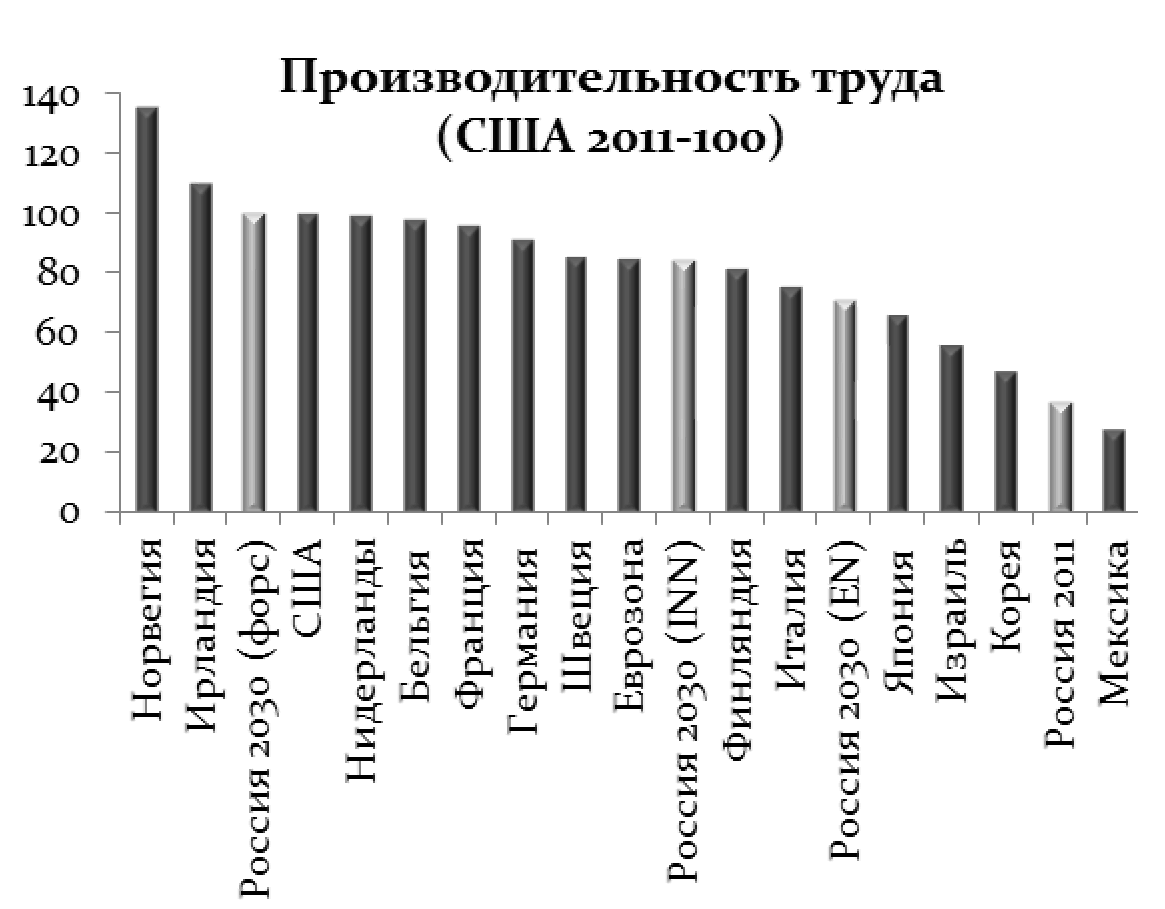 Производительность труда
(США 2011-100)
140
120
100
80
60
40
20
0
Норвегия
Ирландия
Россия 2030 (форс)
США
Нидерланды
Бельгия
Франция
Германия
Швеция
Еврозона
Россия 2030 (INN)
Финляндия
Италия
Россия 2030 (EN)
Япония
Израиль
Корея
Россия 2011
Мексика